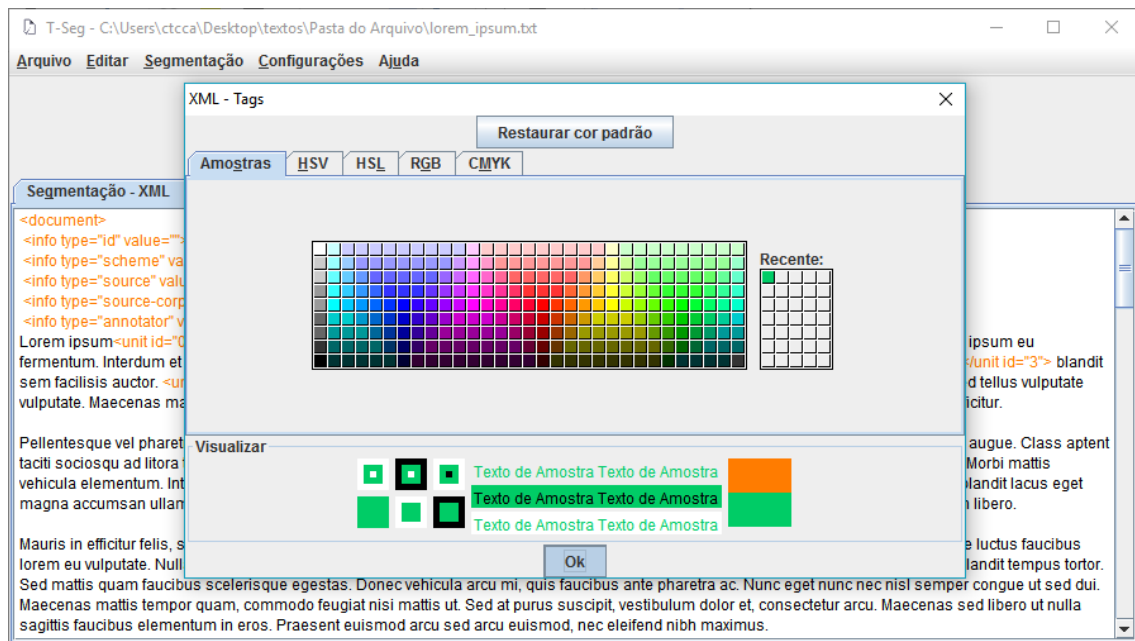 T-Seg - C:\Users\ctcca\Desktop\textos\Pasta do Arquivo\lorem_ipsum.txt
Arquivo Editar Segmentação Configurações Ajuda
XML - Tags
Restaurar cor padrão
Amostras HSV HSL RGB CMYK
Segmentação - XML
Recente:
<document>
<info type="id" value="">
<info type="scheme" va
<info type="source" valu
<info type="source-corp
<info type="annotator" v
Lorem ipsum<unit id="0 ipsum eu
fermentum. Interdum et </unit id="3"> blandit
sem facilisis auctor. <un d tellus vulputate
vulputate. Maecenas ma icitur.
Pellentesque vel pharet augue. Class aptent
taciti sociosqu ad litora Morbi mattis
vehicula elementum. Int blandit lacus eget
magna accumsan ullam libero.
Visualizar
Texto de Amostra Texto de Amostra
Texto de Amostra Texto de Amostra
Texto de Amostra Texto de Amostra
Ok
Mauris in efficitur felis, s e luctus faucibus
lorem eu vulputate. Null landit tempus tortor.
Sed mattis quam faucibus scelerisque egestas. Donec vehicula arcu mi, quis faucibus ante pharetra ac. Nunc eget nunc nec nisl semper congue ut sed dui.
Maecenas mattis tempor quam, commodo feugiat nisi mattis ut. Sed at purus suscipit, vestibulum dolor et, consectetur arcu. Maecenas sed libero ut nulla
sagittis faucibus elementum in eros. Praesent euismod arcu sed arcu euismod, nec eleifend nibh maximus.